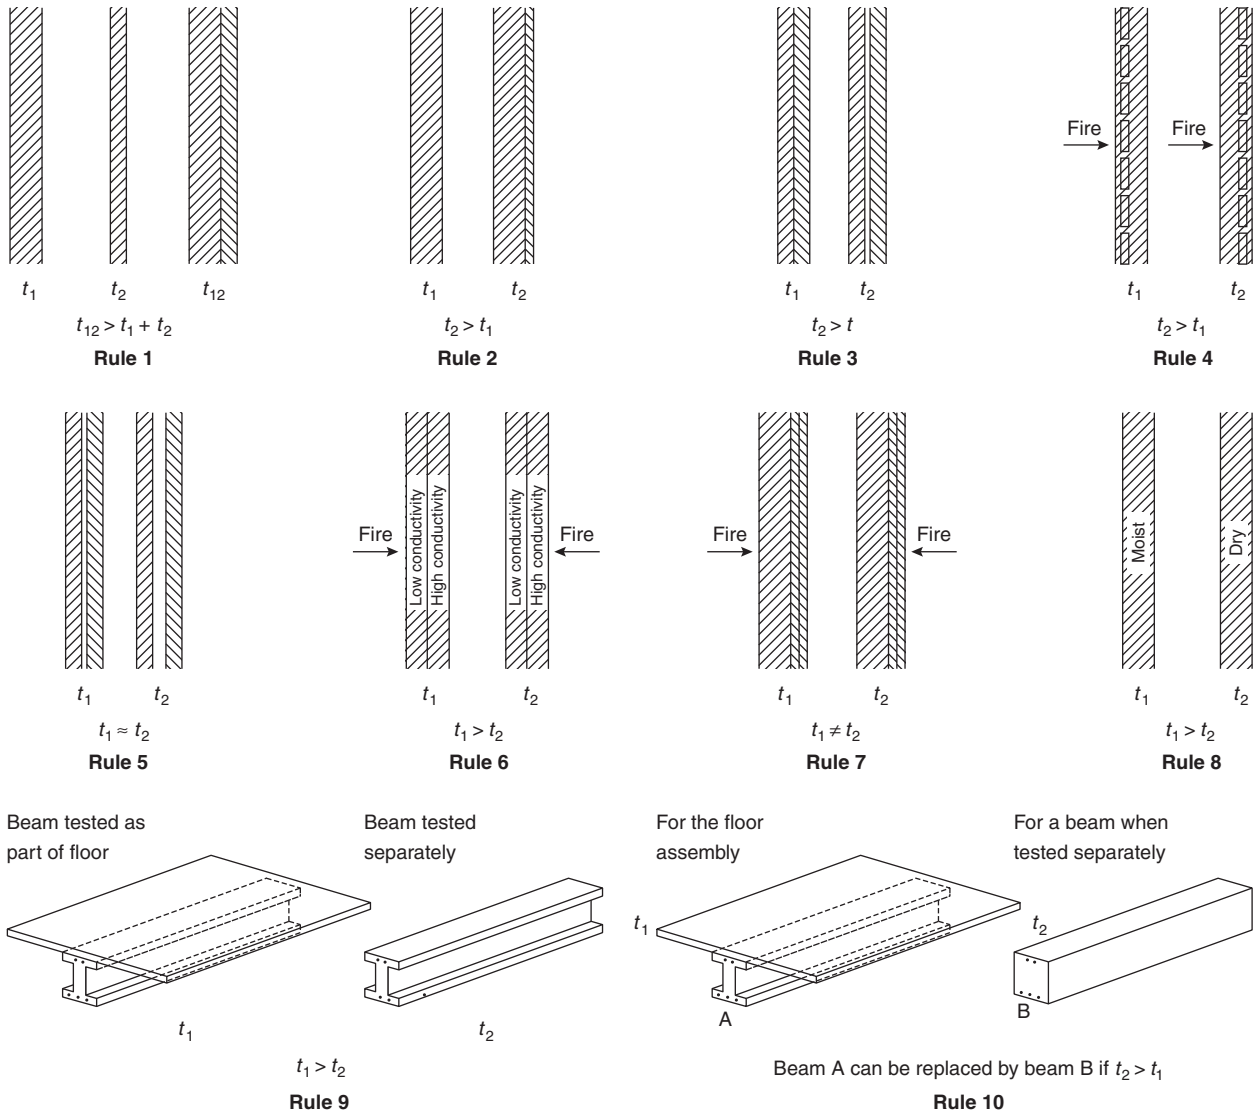 Fire Fire
t1 t2 t12
t12 > t1 + t2
Rule 1
t1 t2
t2 > t1
Rule 2
t1 t2
t2 > t
Rule 3
t1 t2
t2 > t1
Rule 4
t1 t2
t1 ≈ t2
Rule 5
Fire Low conductivity High conductivity Low conductivity High conductivity Fire
t1 t2
t1 > t2
Rule 6
Fire Fire
t1 t2
t1 ≠ t2
Rule 7
Moist Dry
t1 t2
t1 > t2
Rule 8
Beam tested as
part of floor
Beam tested
separately
t1 t2
t1 > t2
Rule 9
For the floor
assembly
For a beam when
tested separately
t1 t2
A B
Beam A can be replaced by beam B if t2 > t1
Rule 10